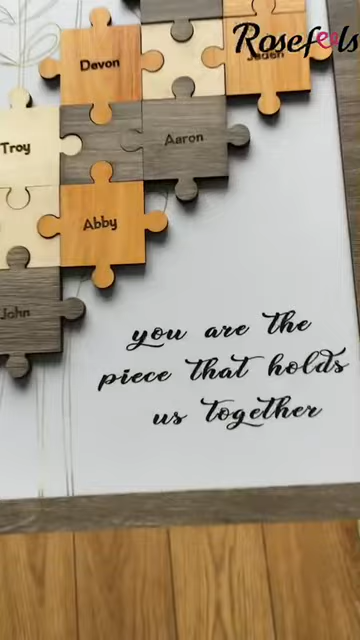 Rosefeels
Devon
Jaden
Troy
Aaron
Abby
John
you are the
piece that holds
us together